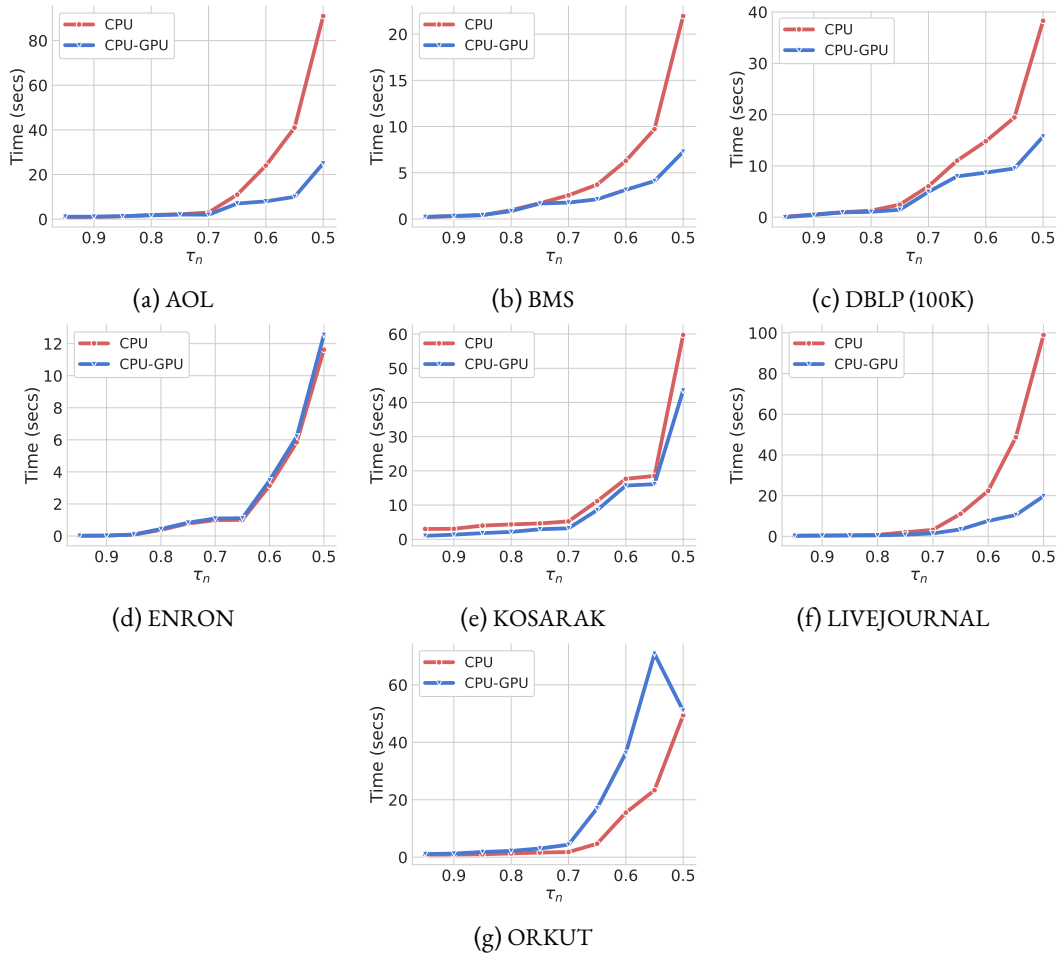 CPU
CPU-GPU
Time (secs)
80
60
40
20
0
0.9 0.8 0.7 0.6 0.5
τn
(a) AOL
CPU
CPU-GPU
Time (secs)
20
15
10
5
0
0.9 0.8 0.7 0.6 0.5
τn
(b) BMS
CPU
CPU-GPU
Time (secs)
40
30
20
10
0
0.9 0.8 0.7 0.6 0.5
τn
(c) DBLP (100K)
CPU
CPU-GPU
Time (secs)
12
10
8
6
4
2
0
0.9 0.8 0.7 0.6 0.5
τn
(d) ENRON
CPU
CPU-GPU
Time (secs)
60
50
40
30
20
10
0
0.9 0.8 0.7 0.6 0.5
τn
(e) KOSARAK
CPU
CPU-GPU
Time (secs)
100
80
60
40
20
0
0.9 0.8 0.7 0.6 0.5
τn
(f) LIVEJOURNAL
CPU
CPU-GPU
Time (secs)
60
40
20
0
0.9 0.8 0.7 0.6 0.5
τn
(g) ORKUT